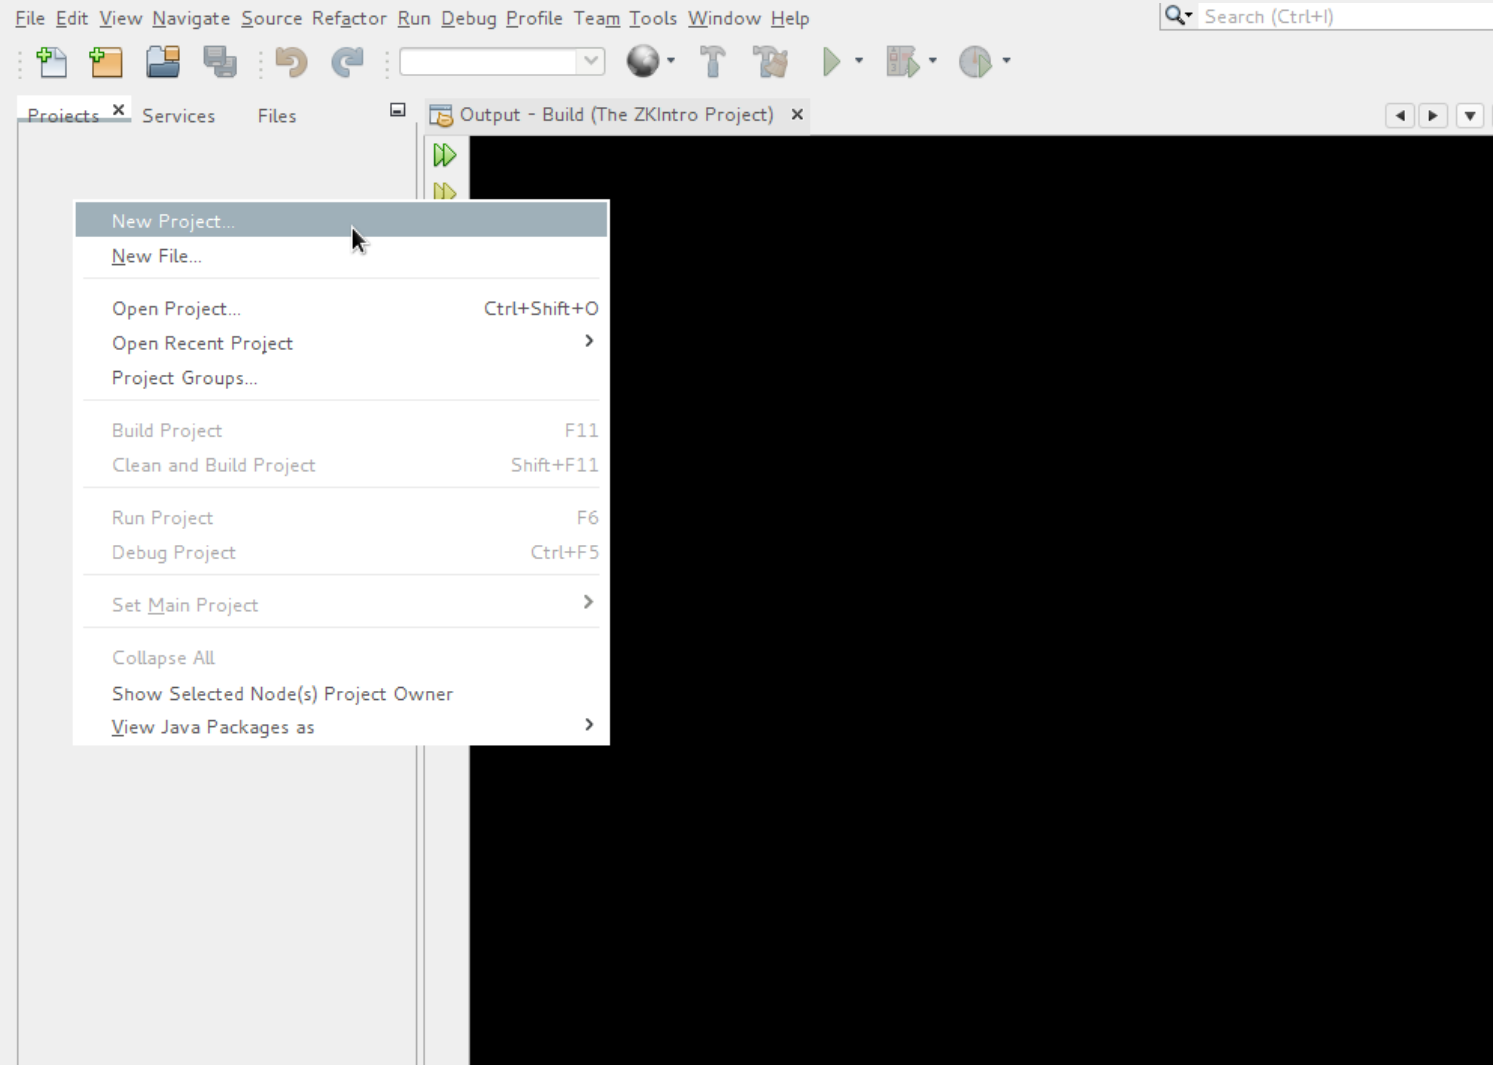 File Edit View Navigate Source Refactor Run Debug Profile Team Tools Window Help
Search (Ctrl+I)
Projects Services Files
Output - Build (The ZKIntro Project)
New Project...
New File...
Open Project... Ctrl+Shift+O
Open Recent Project
Project Groups...
Build Project F11
Clean and Build Project Shift+F11
Run Project F6
Debug Project Ctrl+F5
Set Main Project
Collapse All
Show Selected Node(s) Project Owner
View Java Packages as